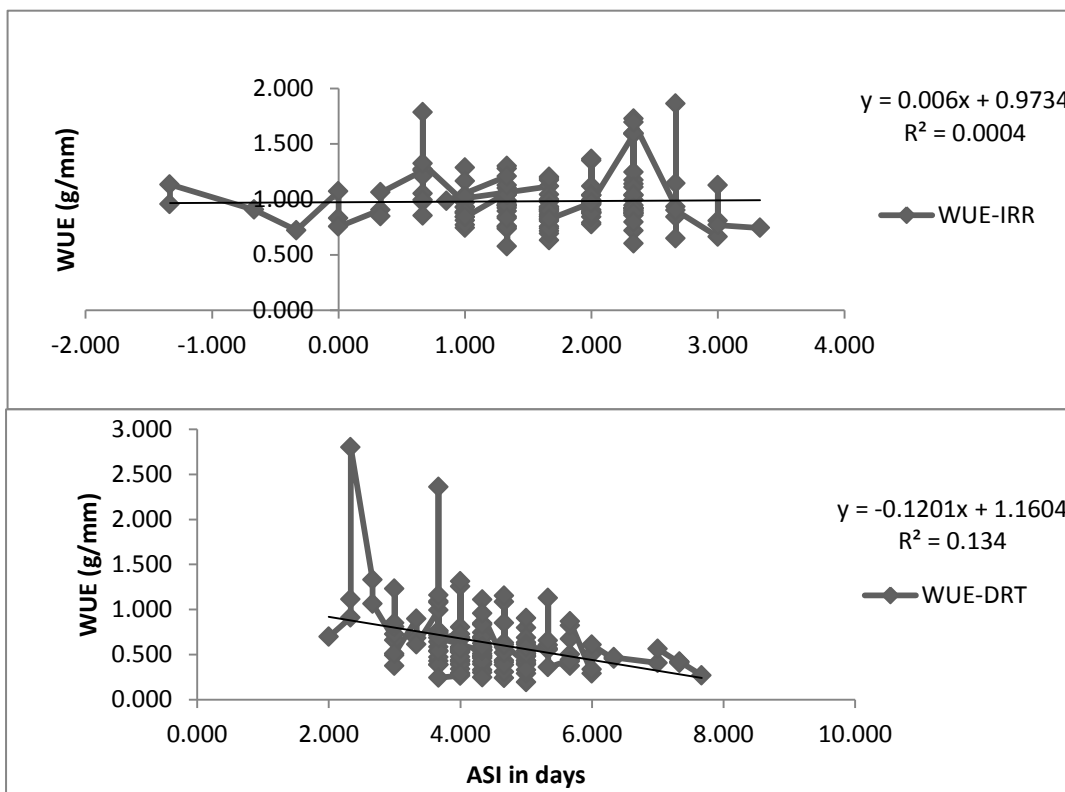 WUE (g/mm)
2.000
1.500
1.000
0.500
0.000
-2.000 -1.000 0.000 1.000 2.000 3.000 4.000
y = 0.006x + 0.9734
R² = 0.0004
WUE-IRR
WUE (g/mm)
3.000
2.500
2.000
1.500
1.000
0.500
0.000
0.000 2.000 4.000 6.000 8.000 10.000
ASI in days
y = -0.1201x + 1.1604
R² = 0.134
WUE-DRT